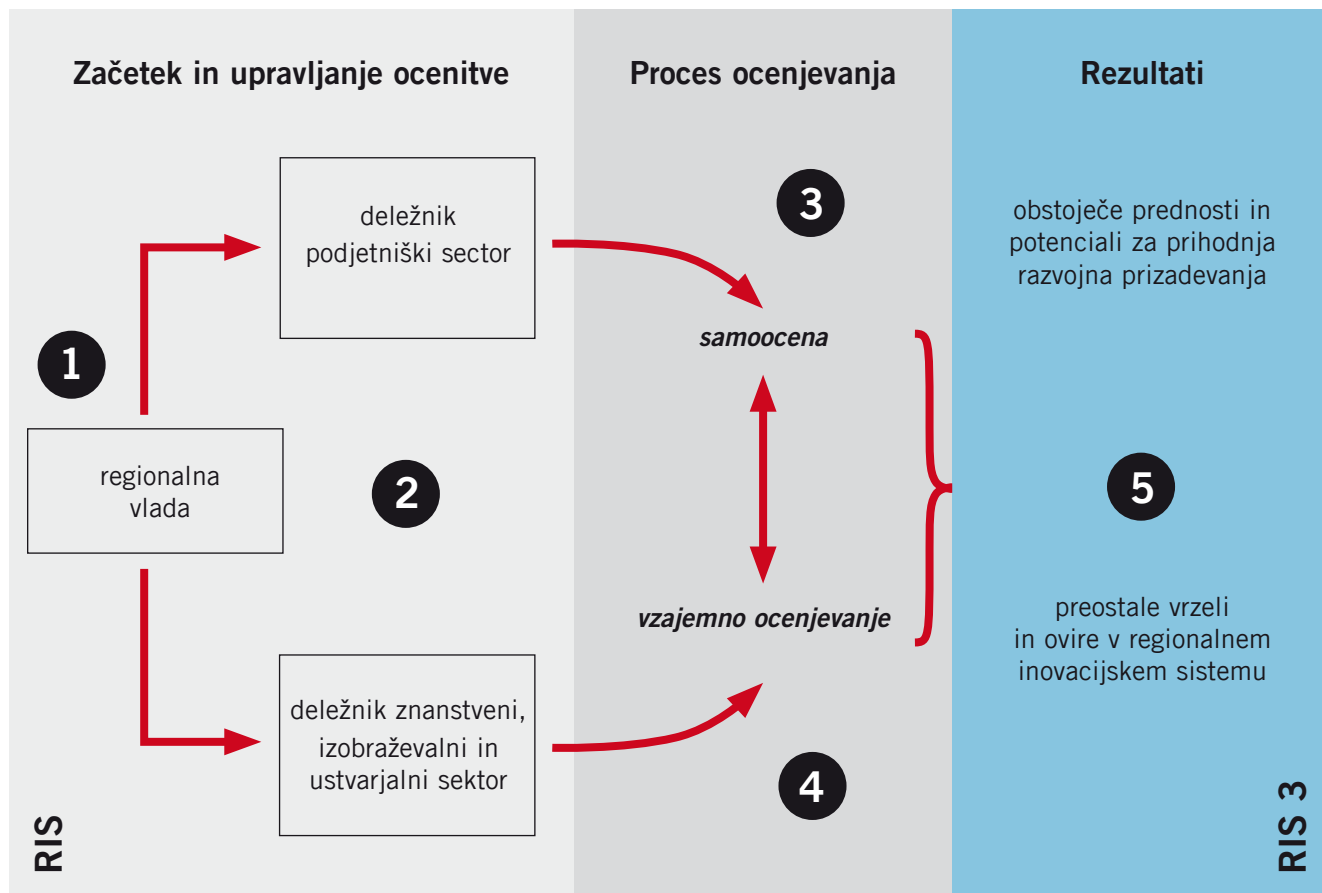 Začetek in upravljanje ocenitve
Proces ocenjevanja
Rezultati
deležnik
podjetniški sector
3
obstoječe prednosti in
potenciali za prihodnja
razvojna prizadevanja
samoocena
1
regionalna
vlada
2
5
vzajemno ocenjevanje
preostale vrzeli
in ovire v regionalnem
inovacijskem sistemu
deležnik znanstveni,
izobraževalni in
ustvarjalni sektor
4
RIS
RIS 3